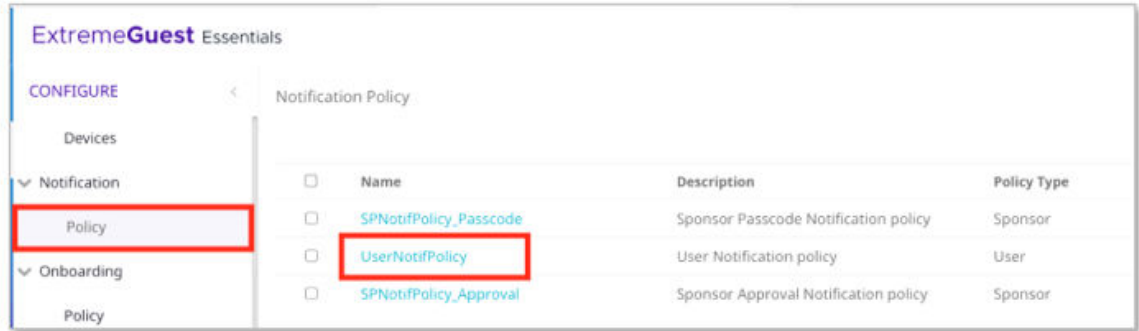 ExtremeGuest Essentials
CONFIGURE
Devices
Notification
Policy
Onboarding
Policy
Notification Policy
Name Description Policy Type
SPNotifPolicy_Passcode Sponsor Passcode Notification policy Sponsor
UserNotifPolicy User Notification policy User
SPNotifPolicy_Approval Sponsor Approval Notification policy Sponsor